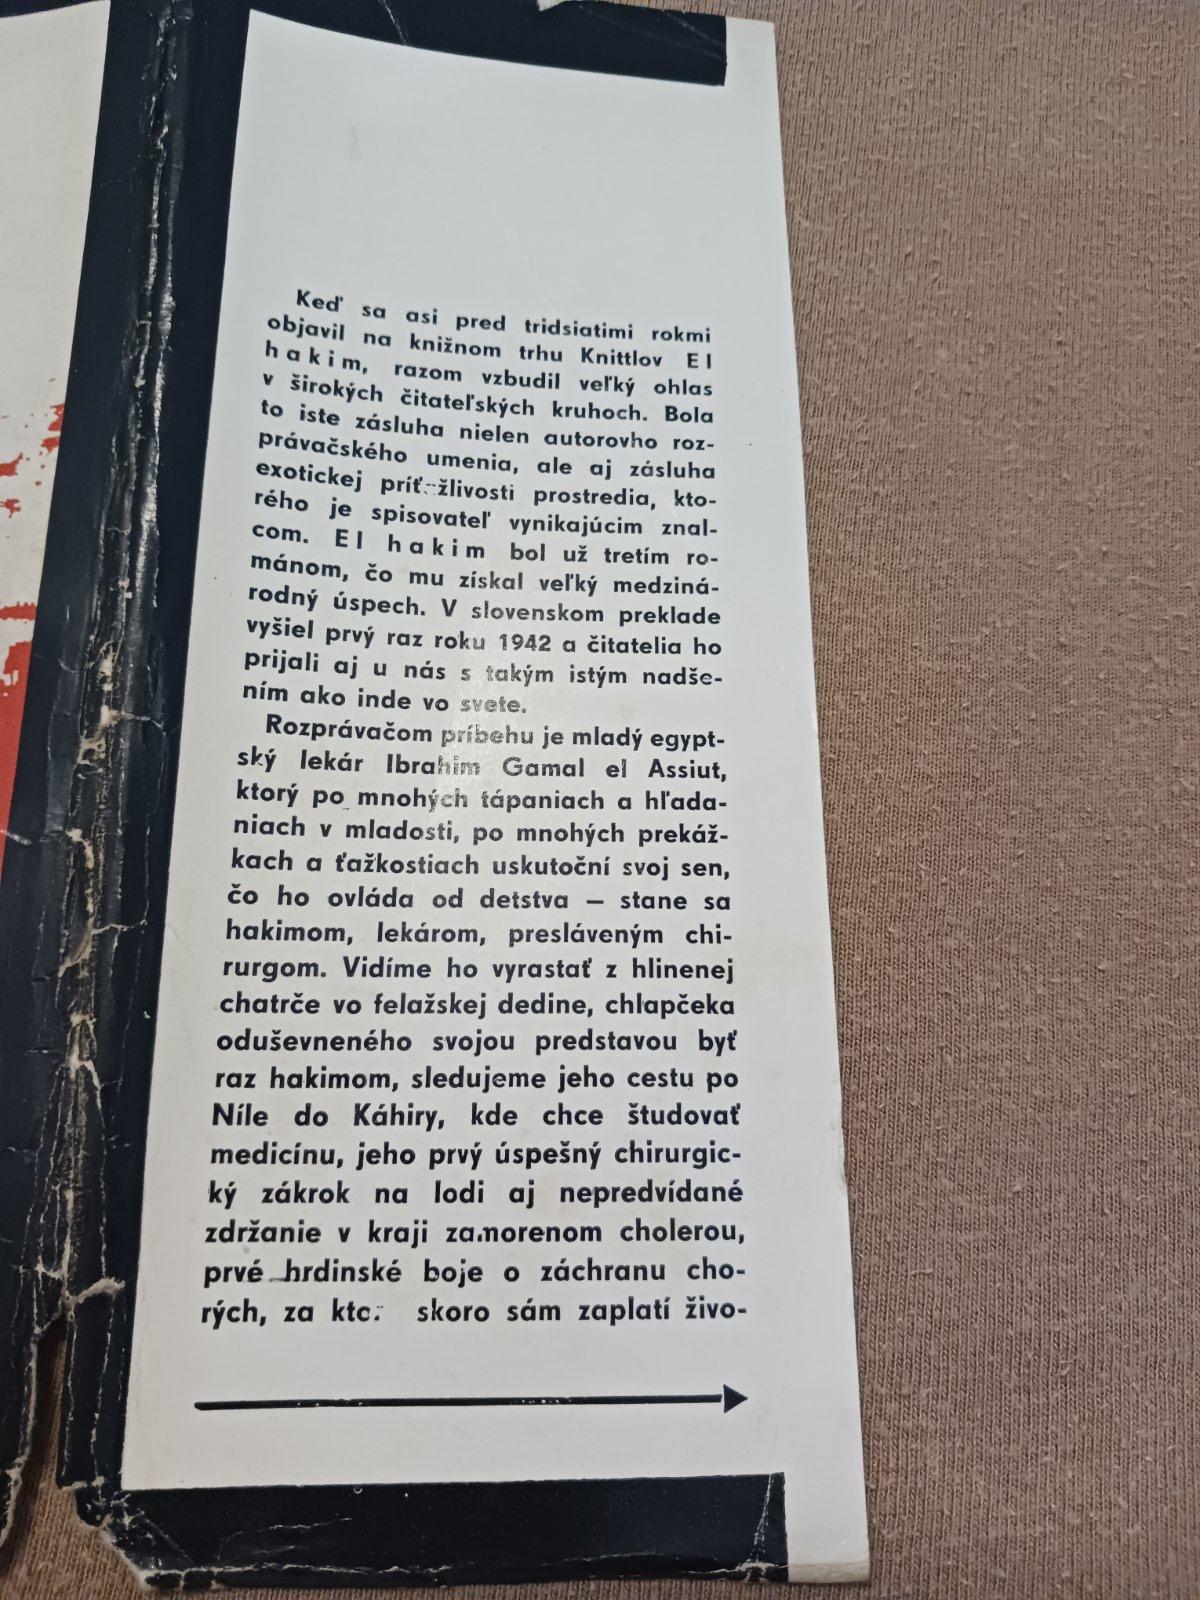 Keď sa asi pred tridsiatimi rokmi
objavil na knižnom trhu Knittlov El
hakim, razom vzbudil veľký ohlas
v širokých čitateľských kruhoch. Bola
to iste zásluha nielen autorovho roz-
právačského umenia, ale aj zásluha
exotickej príťažlivosti prostredia, kto-
rého je spisovateľ vynikajúcim znal-
com. El hakim bol už tretím ro-
mánom, čo mu získal veľký medziná-
rodný úspech. V slovenskom preklade
vyšiel prvý raz roku 1942 a čitatelia ho
prijali aj u nás s takým istým nadše-
ním ako inde vo svete.
Rozprávačom príbehu je mladý egypt-
ský lekár Ibrahim Gamal el Assiut,
ktorý po mnohých tápaniach a hľada-
niach v mladosti, po mnohých prekáž-
kach a ťažkostiach uskutoční svoj sen,
čo ho ovláda od detstva — stane sa
hakimom, lekárom, presláveným chi-
rurgom. Vidíme ho vyrastať z hlinenej
chatrče vo felažskej dedine, chlapčeka
oduševneného svojou predstavou byť
raz hakimom, sledujeme jeho cestu po
Níle do Káhiry, kde chce študovať
medicínu, jeho prvý úspešný chirurgic-
ký zákrok na lodi aj nepredvídané
zdržanie v kraji zamorenom cholerou,
prvé hrdinské boje o záchranu cho-
rých, za skoro sám zaplatí živo-